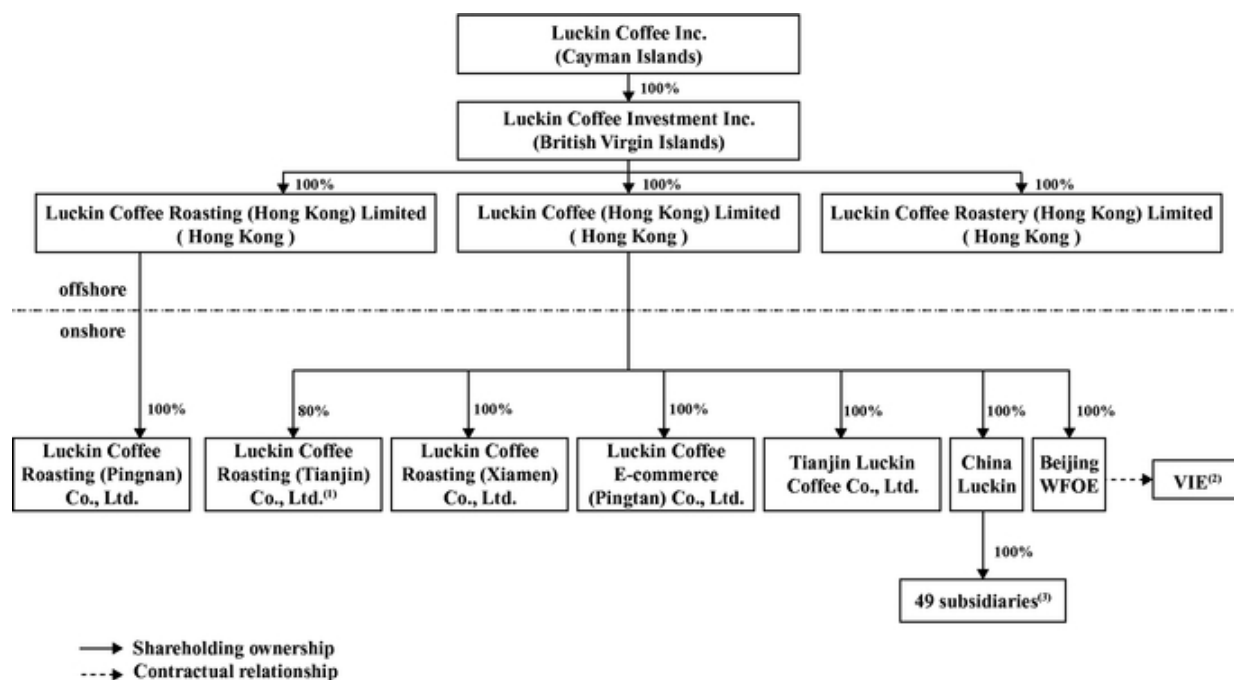 Luckin Coffee Inc.
(Cayman Islands)
100%
Luckin Coffee Investment Inc.
(British Virgin Islands)
100%
100%
100%
Luckin Coffee Roasting (Hong Kong) Limited
( Hong Kong )
Luckin Coffee (Hong Kong) Limited
( Hong Kong )
Luckin Coffee Roastery (Hong Kong) Limited
( Hong Kong )
offshore
onshore
100%
80%
100%
100%
100%
100%
100%
Luckin Coffee
Roasting (Pingnan)
Co., Ltd.
Luckin Coffee
Roasting (Tianjin)
Co., Ltd.(1)
Luckin Coffee
Roasting (Xiamen)
Co., Ltd.
Luckin Coffee
E-commerce
(Pingtan) Co., Ltd.
Tianjin Luckin
Coffee Co., Ltd.
China
Luckin
Beijing
WFOE
VIE(2)
100%
49 subsidiaries(3)
Shareholding ownership
Contractual relationship